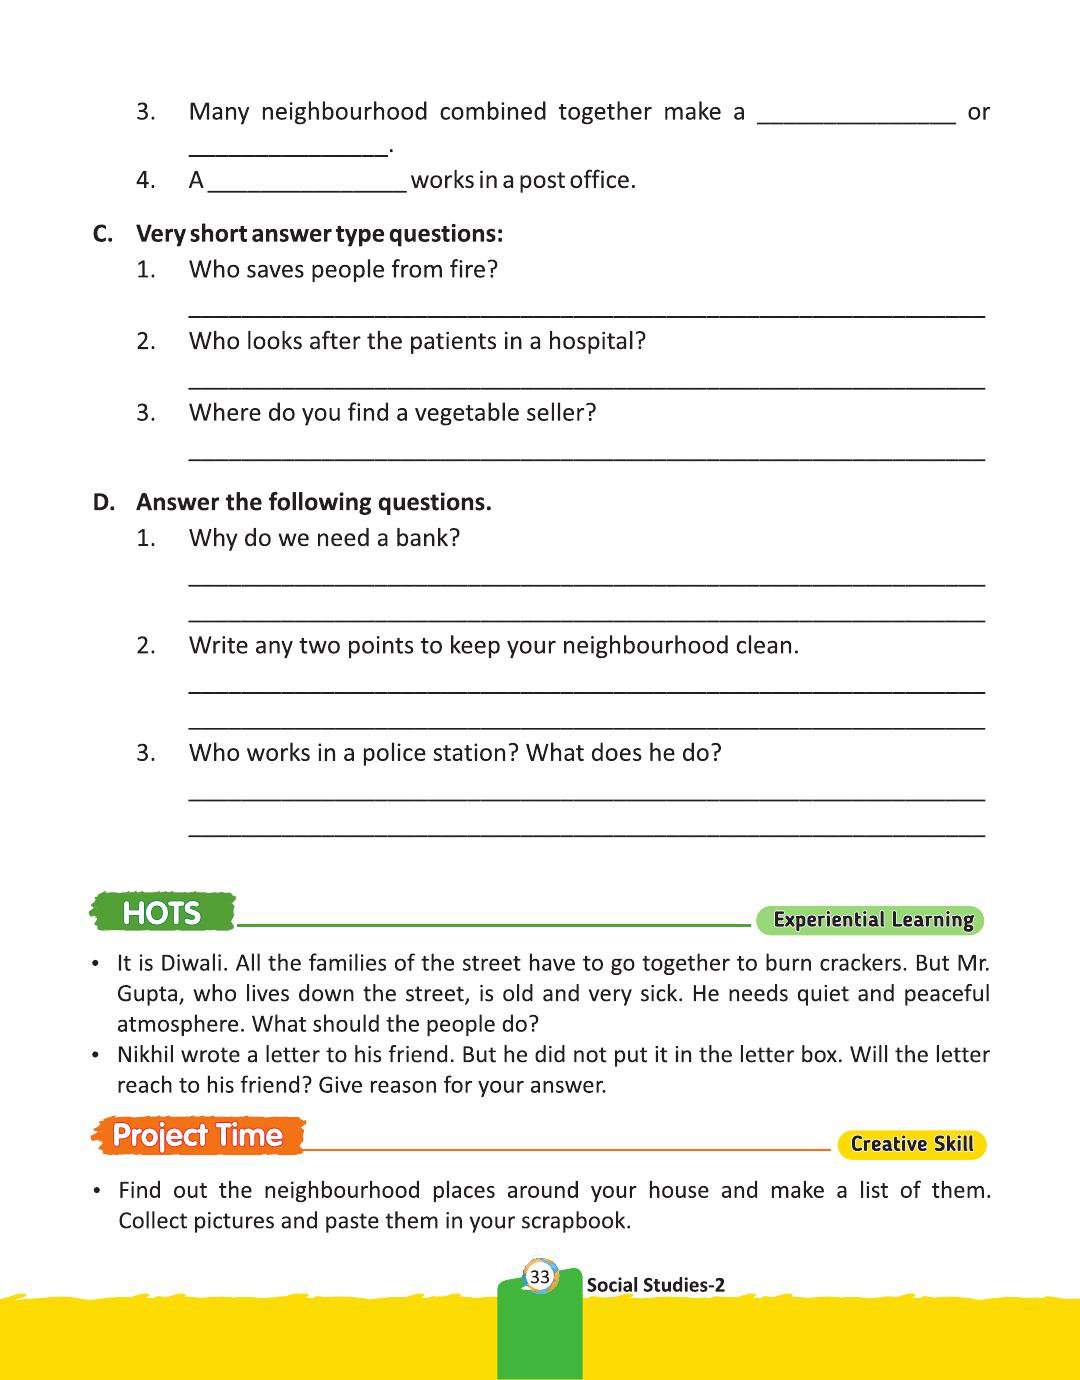 3. Many neighbourhood combined together make a _______________ or
_______________.
4. A _______________ works in a post office.
C. Very short answer type questions:
1. Who saves people from fire?
2. Who looks after the patients in a hospital?
3. Where do you find a vegetable seller?
D. Answer the following questions.
1. Why do we need a bank?
2. Write any two points to keep your neighbourhood clean.
3. Who works in a police station? What does he do?
HOTS
Experiential Learning
• It is Diwali. All the families of the street have to go together to burn crackers. But Mr.
Gupta, who lives down the street, is old and very sick. He needs quiet and peaceful
atmosphere. What should the people do?
• Nikhil wrote a letter to his friend. But he did not put it in the letter box. Will the letter
reach to his friend? Give reason for your answer.
Project Time
Creative Skill
• Find out the neighbourhood places around your house and make a list of them.
Collect pictures and paste them in your scrapbook.
33
Social Studies-2